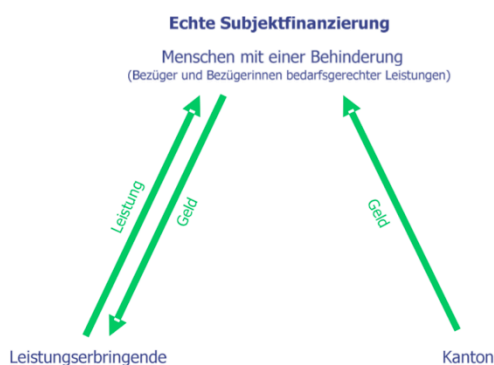 Echte Subjektfinanzierung
Menschen mit einer Behinderung
(Bezüger und Bezügerinnen bedarfsgerechter Leistungen)
Leistung
Geld
Geld
Leistungserbringende
Kanton